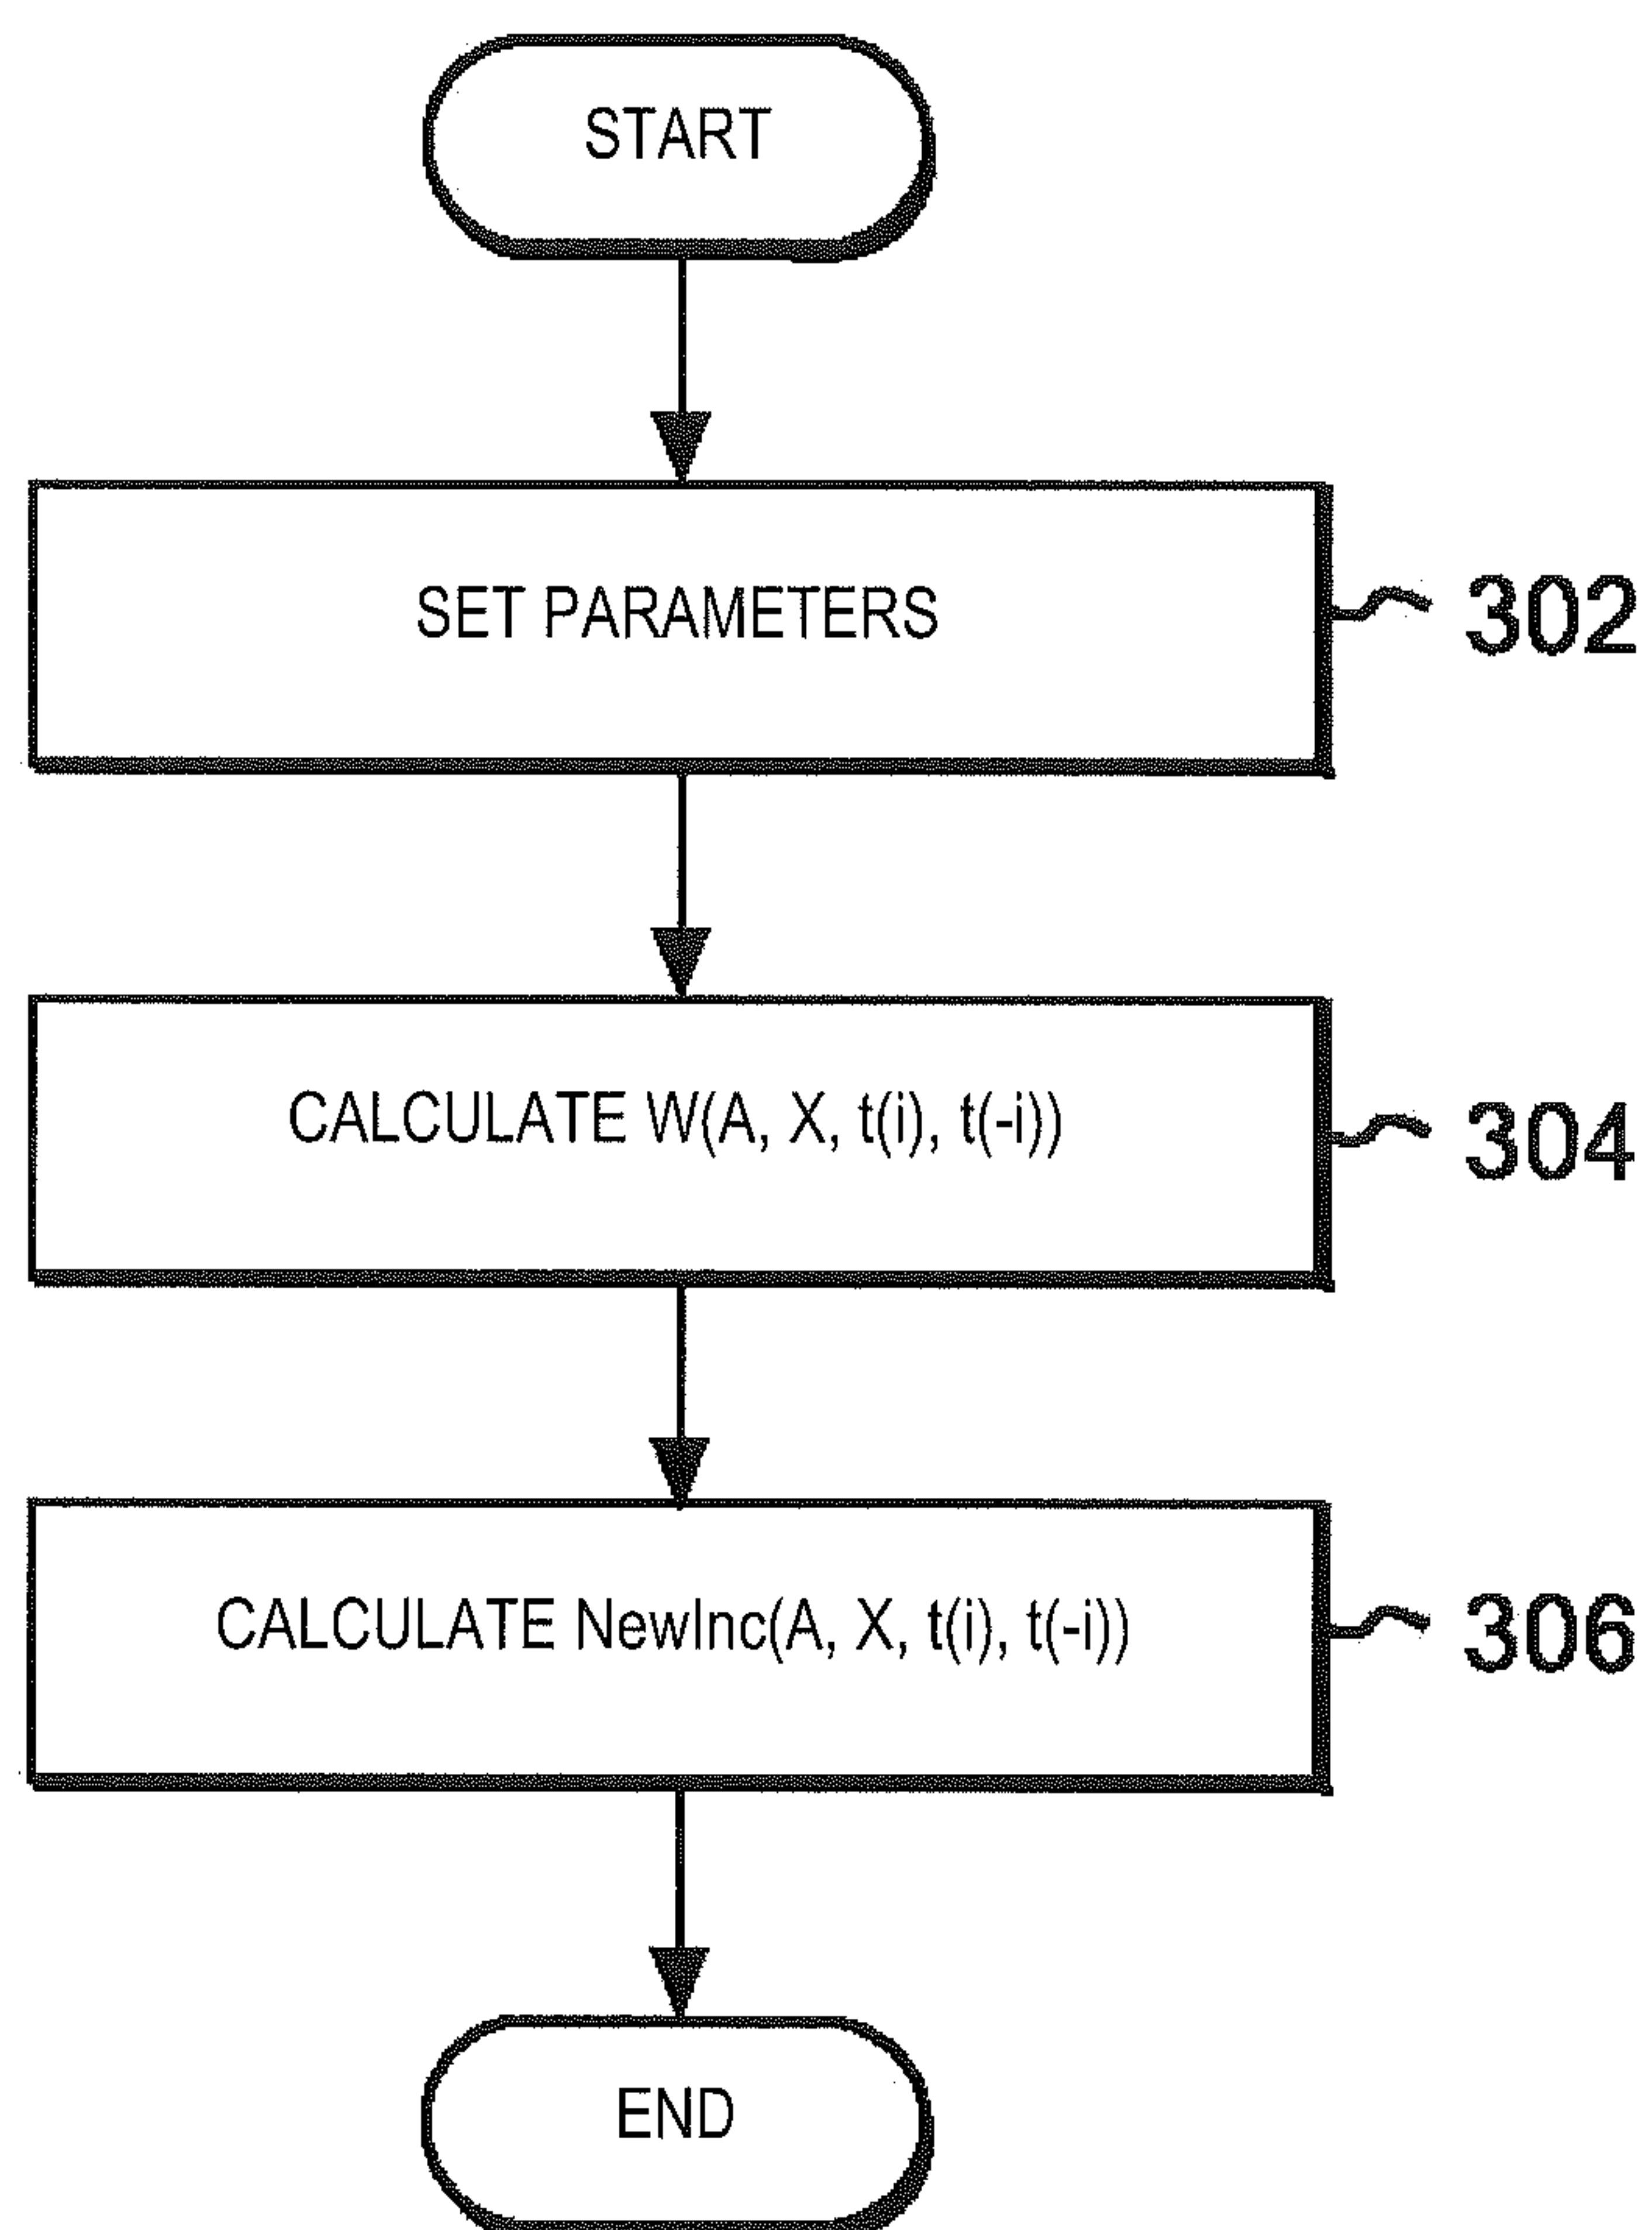 START
SET PARAMETERS
302
CALCULATE W(A, X, t(i), t(-i))
304
CALCULATE NewInc(A, X, t(i), t(-i))
306
END